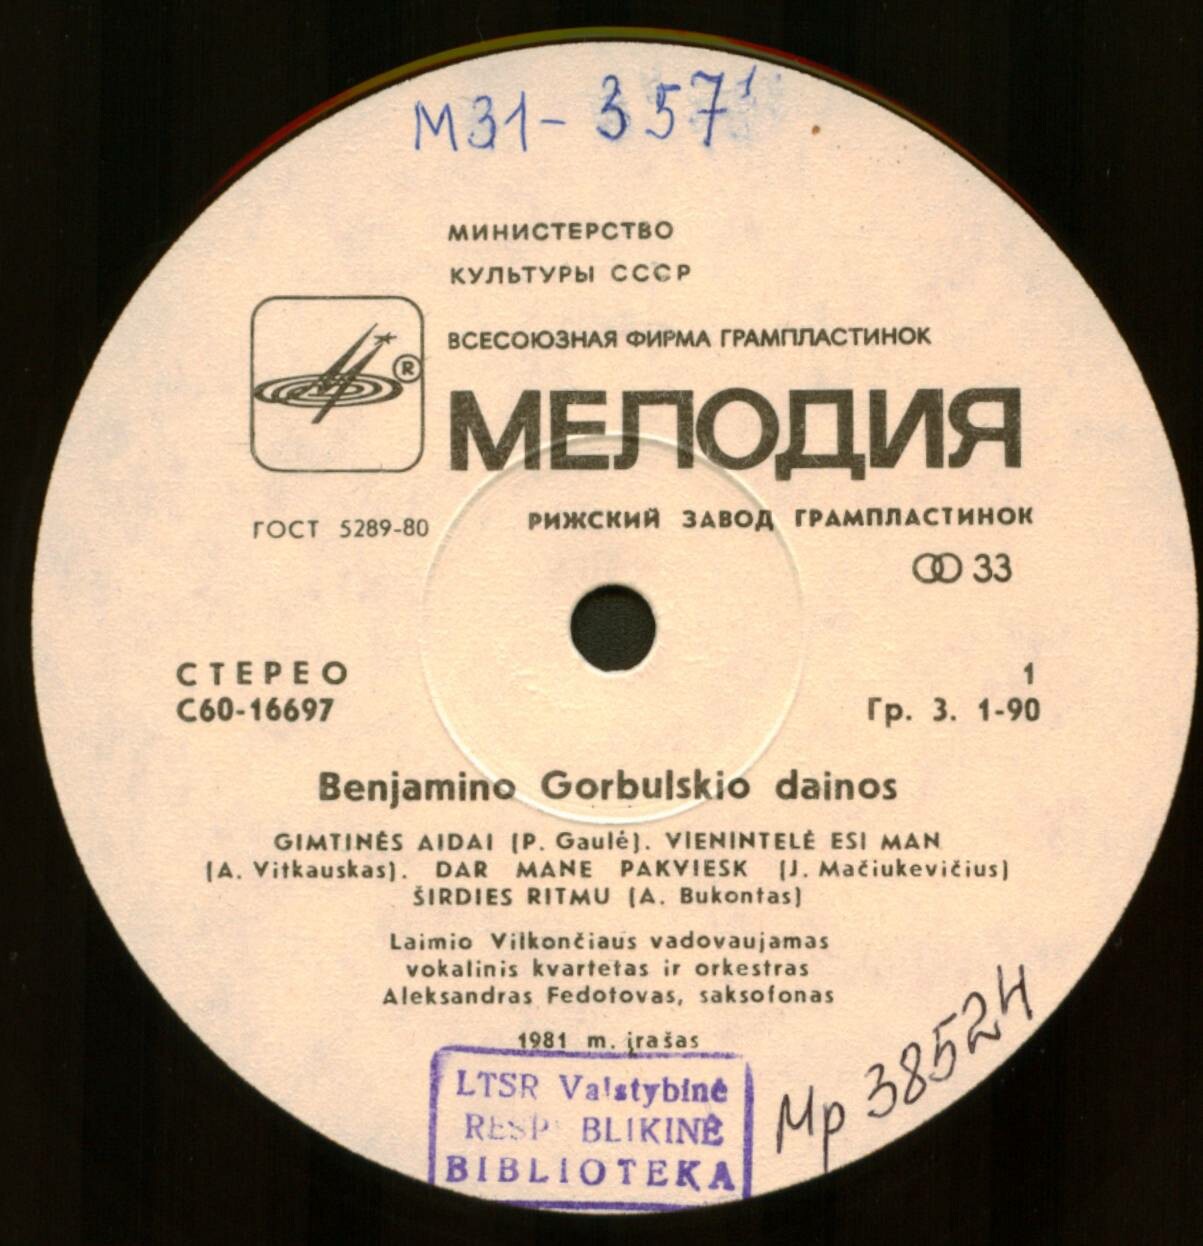 М31-357¹
МИНИСТЕРСТВО
КУЛЬТУРЫ СССР
ВСЕСОЮЗНАЯ ФИРМА ГРАМПЛАСТИНОК
®
МЕЛОДИЯ
ГОСТ 5289-80
РИЖСКИЙ ЗАВОД ГРАМПЛАСТИНОК
33
СТЕРЕО
1
С60-16697
Гр. 3. 1-90
Benjamino Gorbulskio dainos
GIMTINĖS AIDAI (P. Gaulė). VIENINTELĖ ESI MAN
(A. Vitkauskas). DAR MANE PAKVIESK (J. Mačiukevičius)
ŠIRDIES RITMU (A. Bukontas)
Laimio Vilkončiaus vadovaujamas
vokalinis kvartetas ir orkestras
Aleksandras Fedotovas, saksofonas
1981 m. įrašas
LTSR Valstybinė
RESP BLIKINĖ
BIBLIOTEKA
Mp 38524